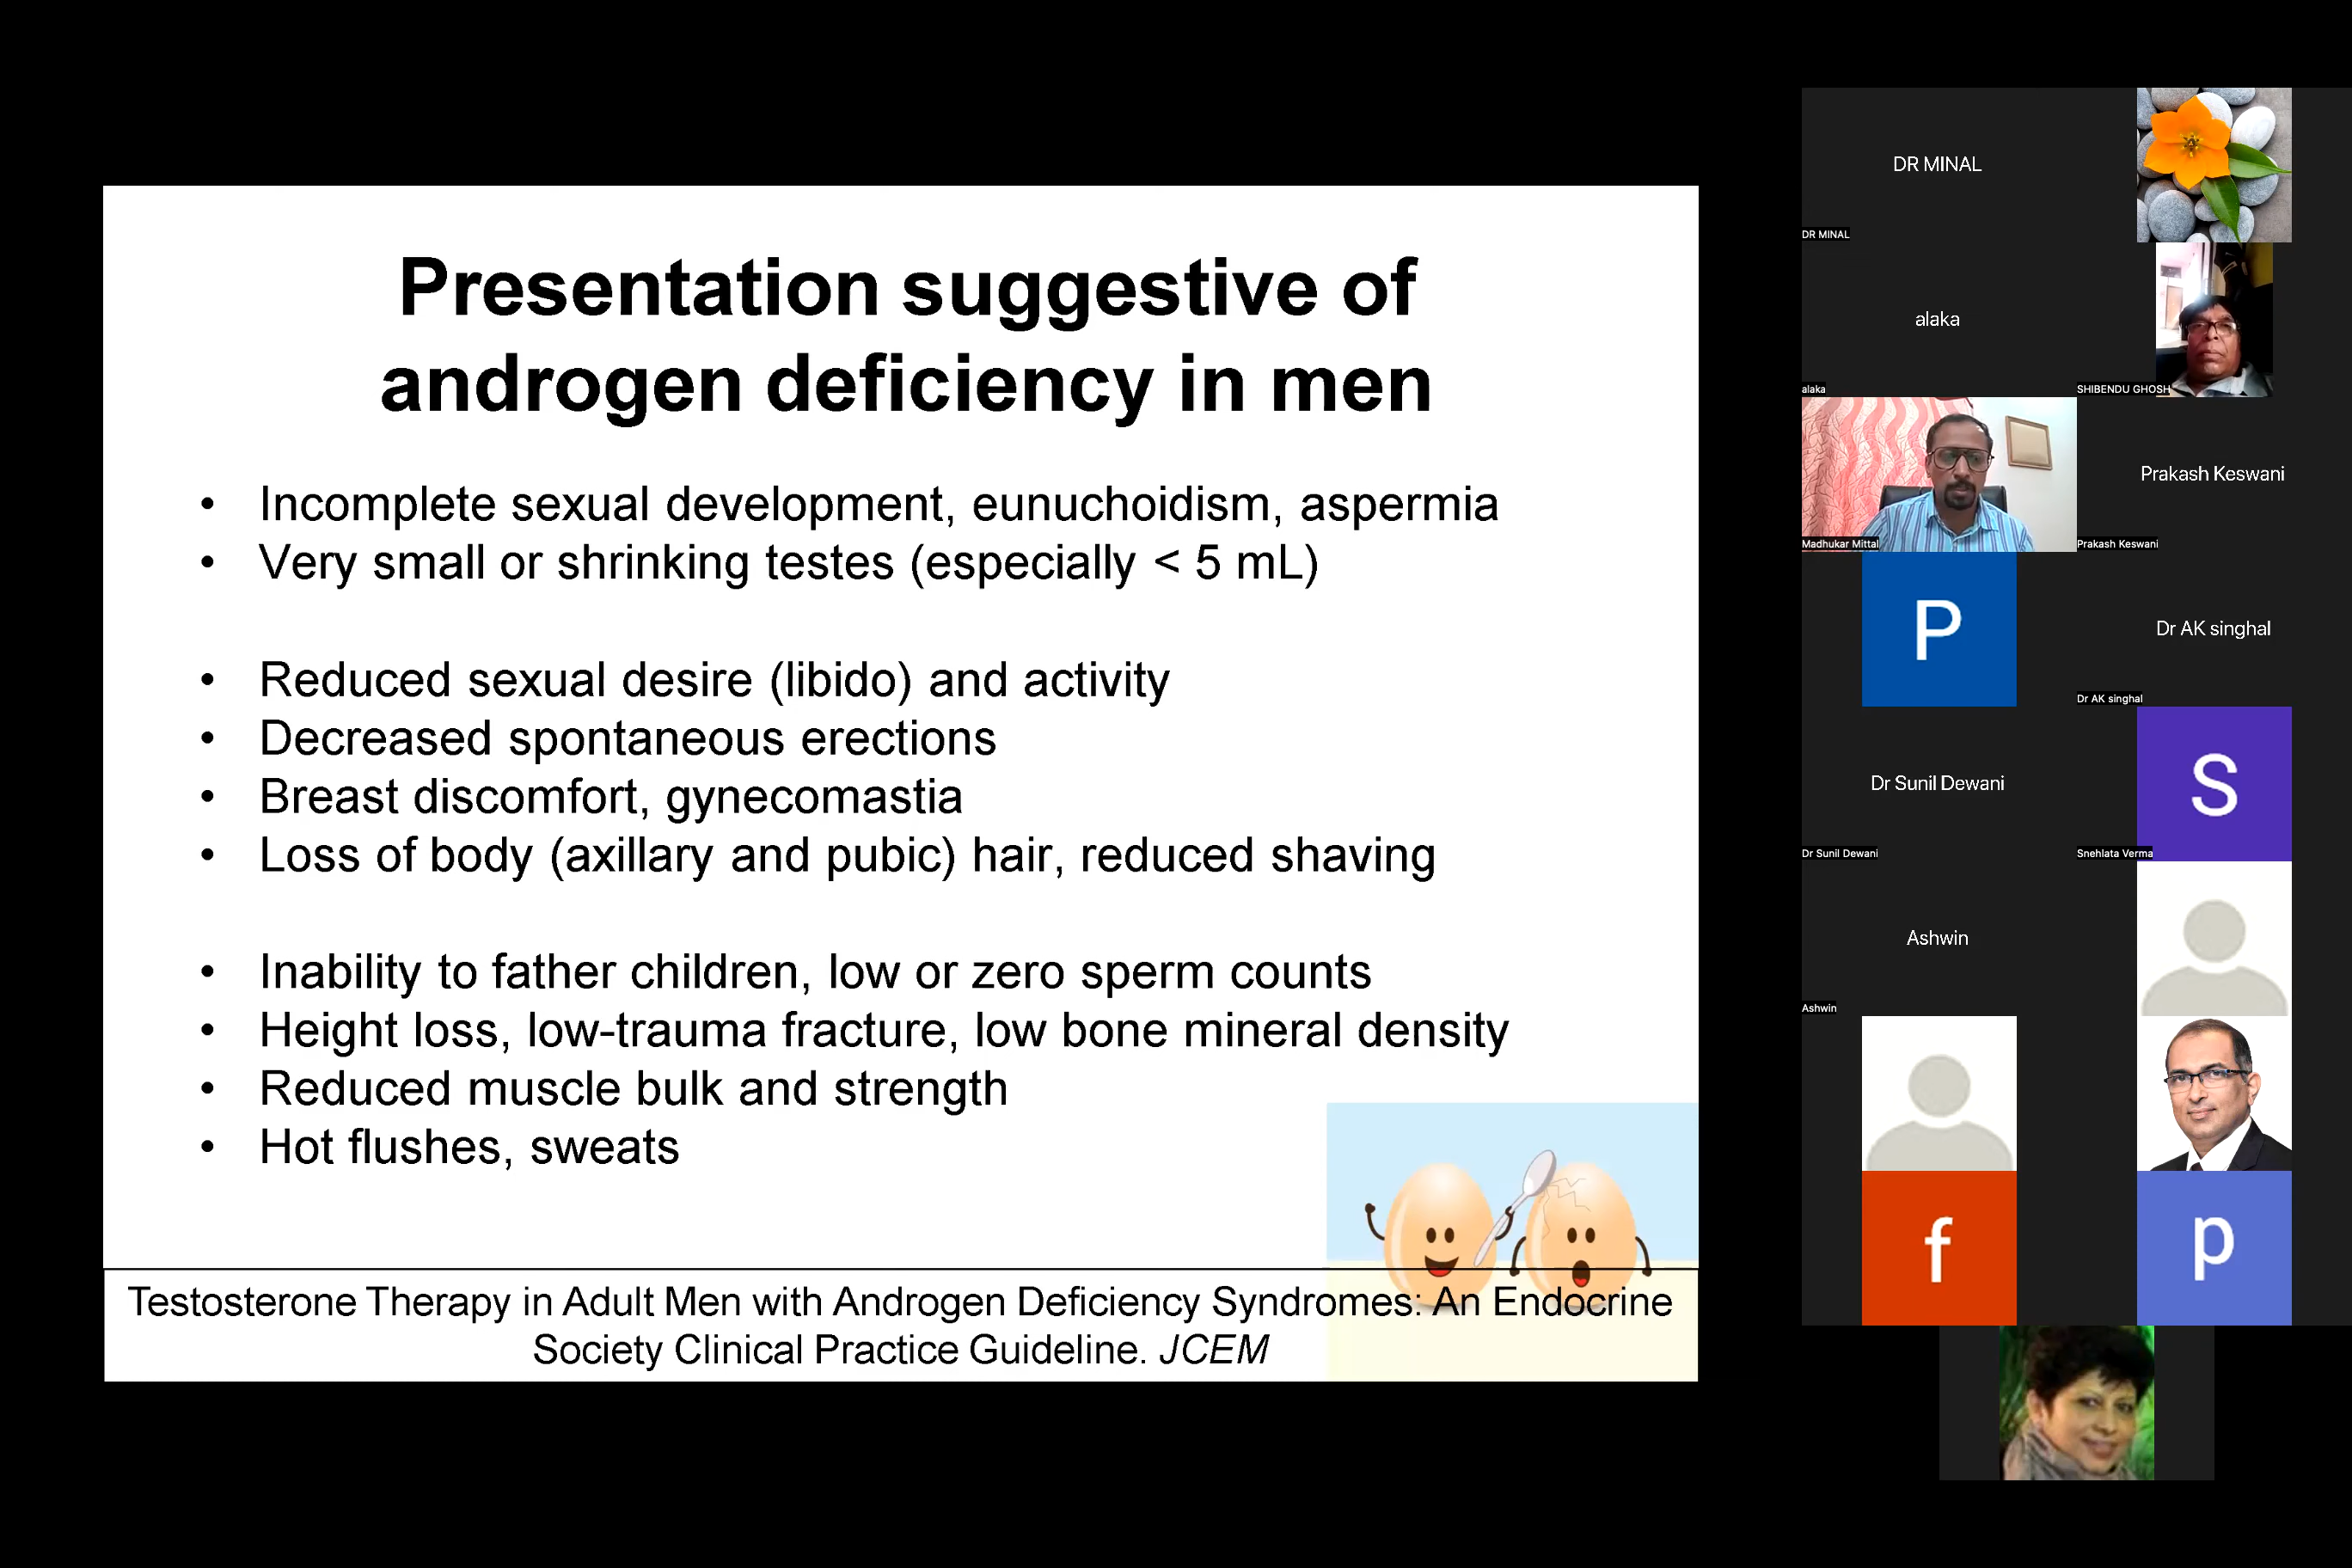 Presentation suggestive of
androgen deficiency in men
• Incomplete sexual development, eunuchoidism, aspermia
• Very small or shrinking testes (especially < 5 mL)
• Reduced sexual desire (libido) and activity
• Decreased spontaneous erections
• Breast discomfort, gynecomastia
• Loss of body (axillary and pubic) hair, reduced shaving
• Inability to father children, low or zero sperm counts
• Height loss, low-trauma fracture, low bone mineral density
• Reduced muscle bulk and strength
• Hot flushes, sweats
Testosterone Therapy in Adult Men with Androgen Deficiency Syndromes: An Endocrine
Society Clinical Practice Guideline. JCEM
DR MINAL
DR MINAL
alaka
alaka
SHIBENDU GHOSH
Madhukar Mittal
Prakash Keswani
Prakash Keswani
P
Dr AK singhal
Dr AK singhal
Dr Sunil Dewani
Dr Sunil Dewani
S
Snehlata Verma
Ashwin
Ashwin
f
p